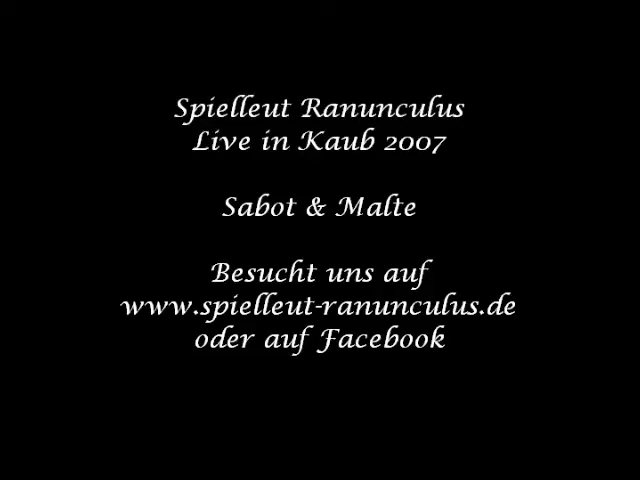 Spielleut Ranunculus
Live in Kaub 2007
Sabot & Malte
Besucht uns auf
www.spielleut-ranunculus.de
oder auf Facebook